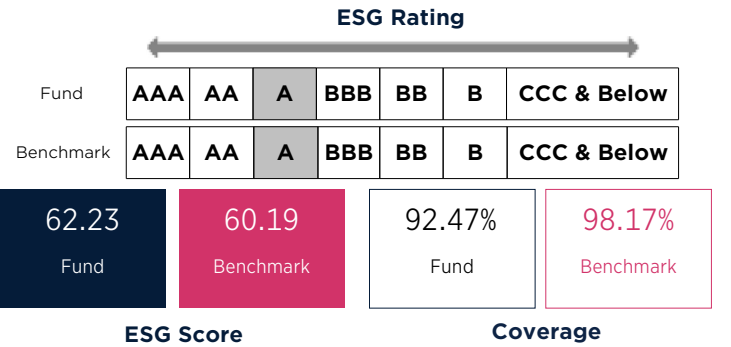 ESG Rating
Fund AAA AA A BBB BB B CCC & Below
Benchmark AAA AA A BBB BB B CCC & Below
62.23 60.19 92.47% 98.17%
Fund Benchmark Fund Benchmark
ESG Score Coverage